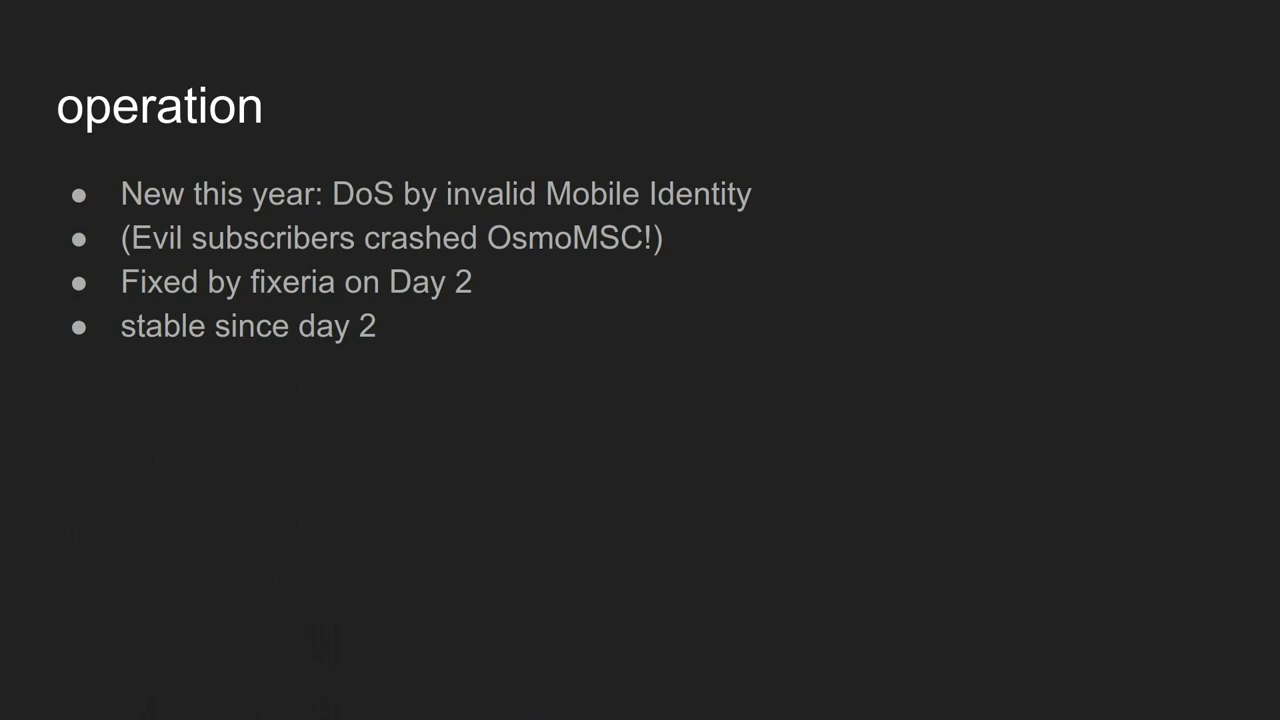 operation
● New this year: DoS by invalid Mobile Identity
● (Evil subscribers crashed OsmoMSC!)
● Fixed by fixeria on Day 2
● stable since day 2